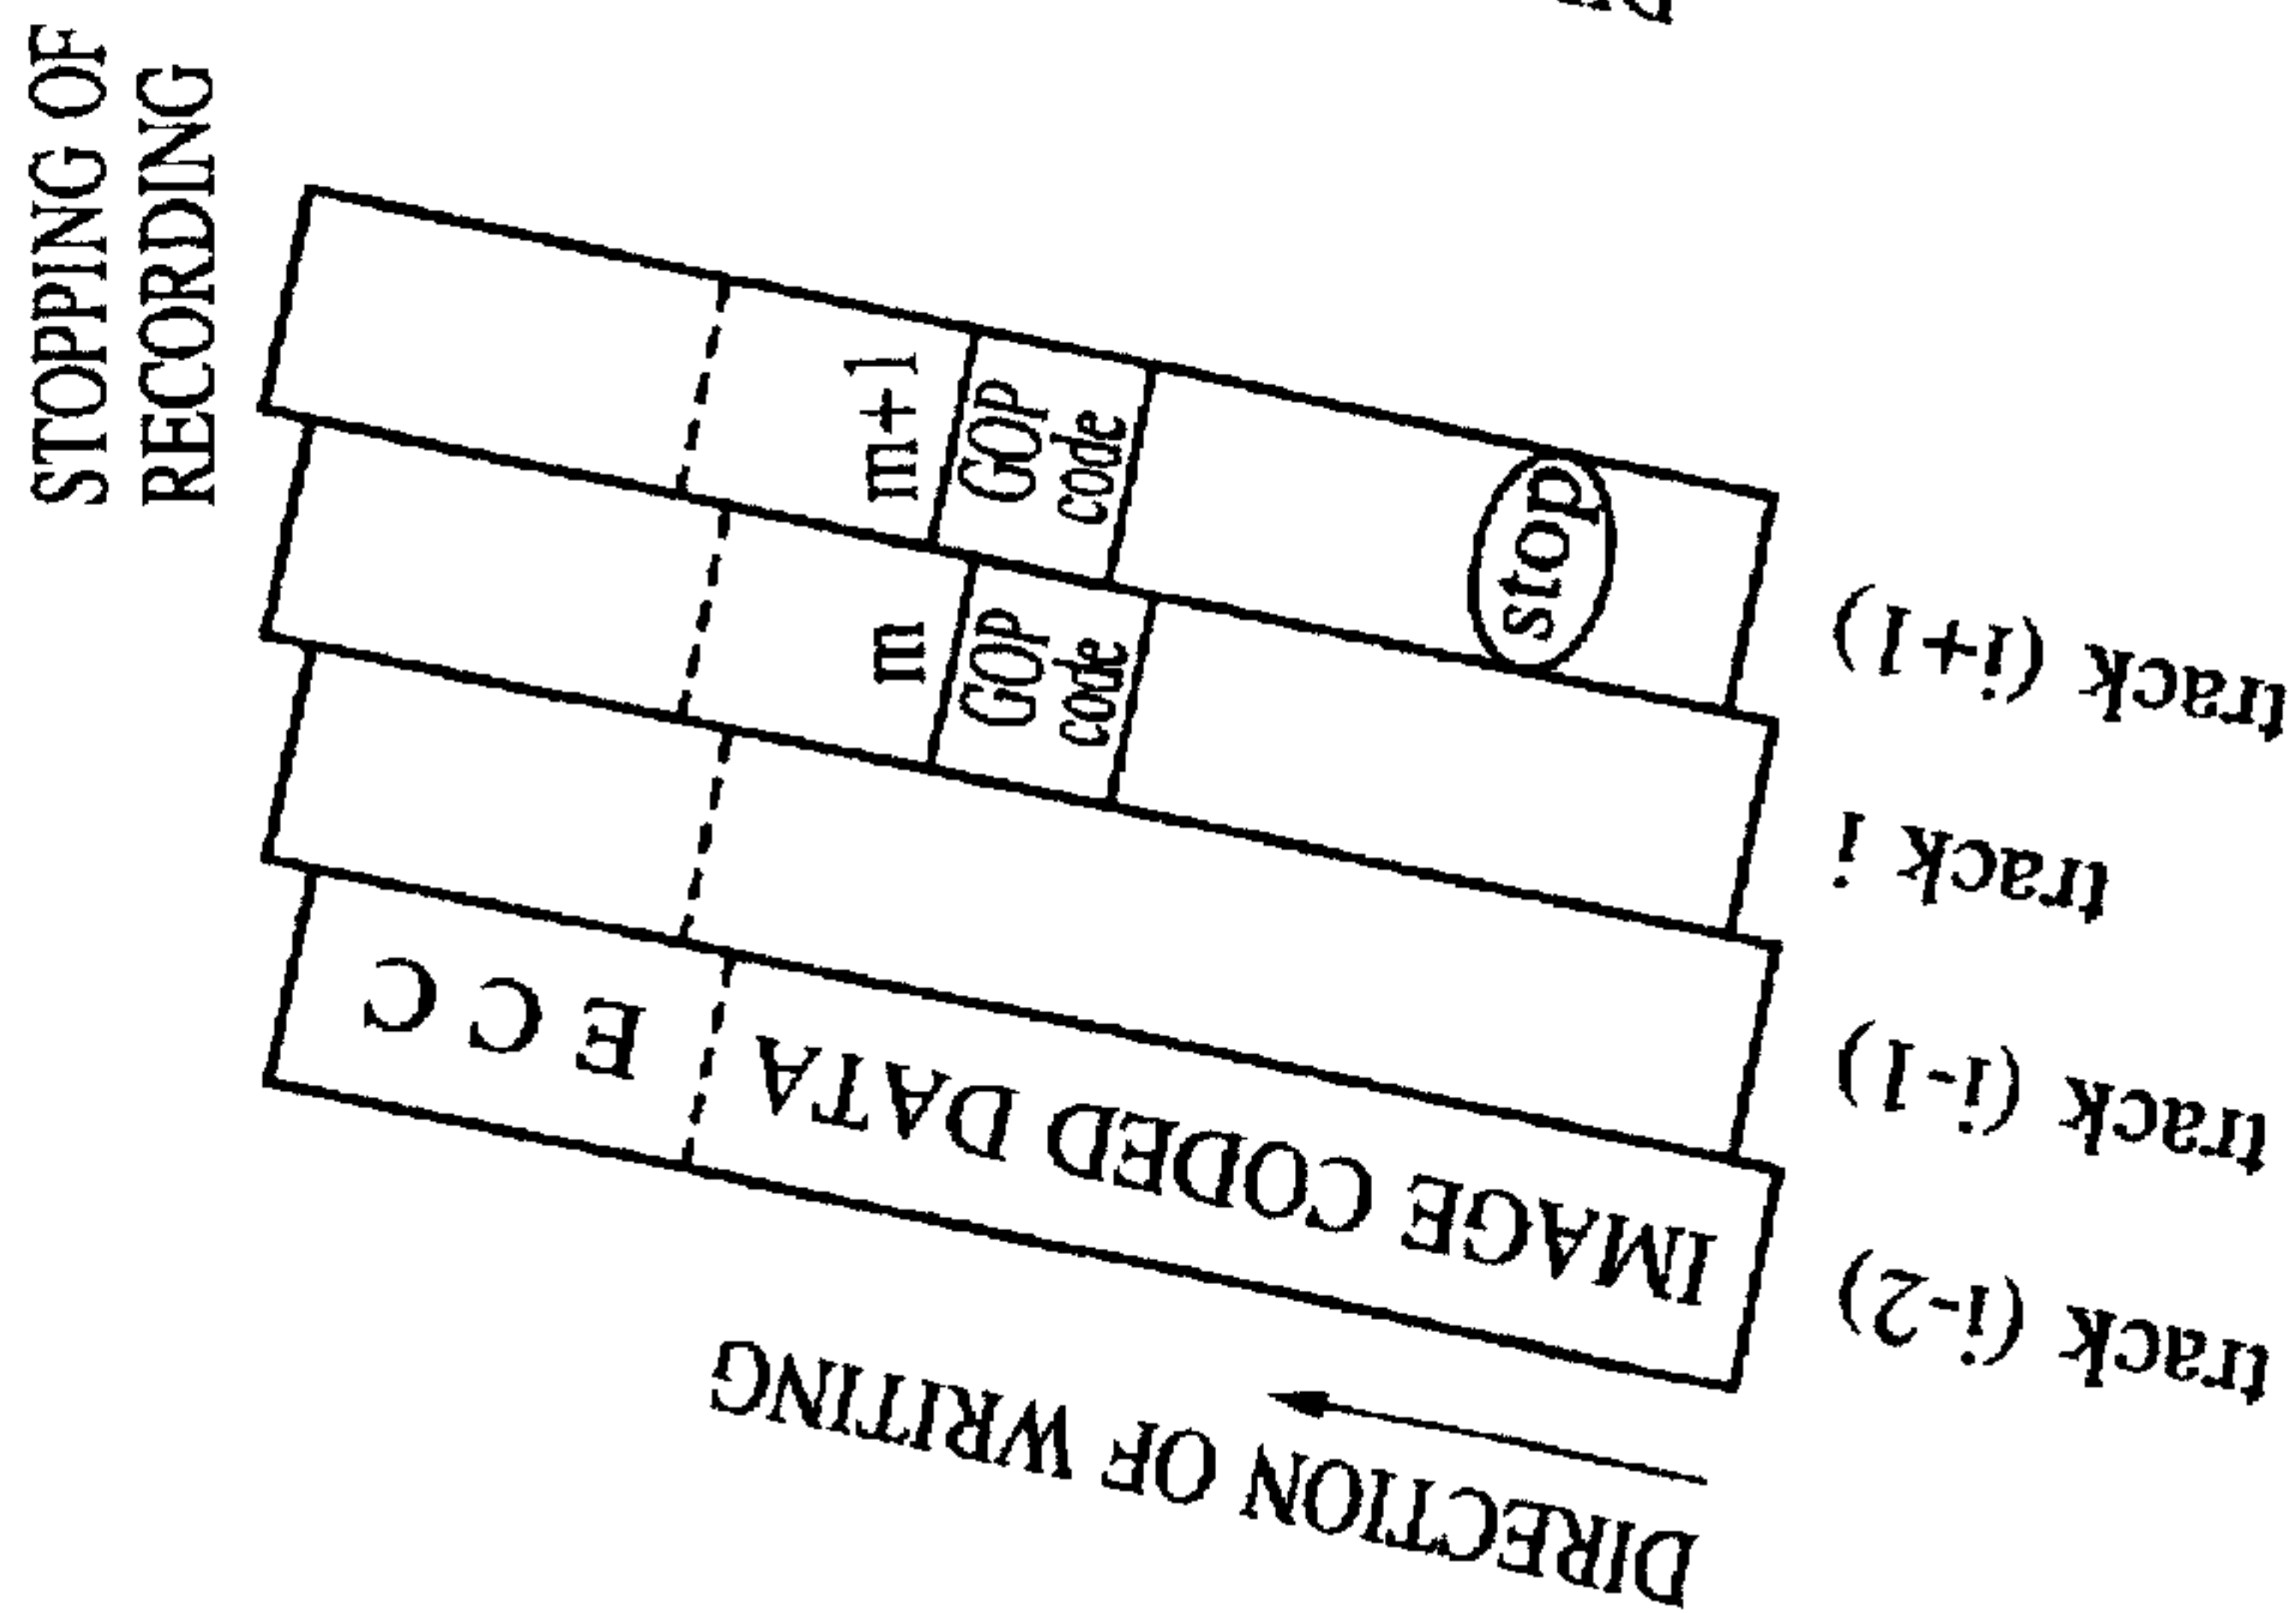 STOPPING OF
RECORDING
m+1
GOP
code
stop
track (i+1)
m
GOP
code
track i
track (i-1)
E C C
IMAGE CODED DATA
track (i-2)
DIRECTION OF WRITING